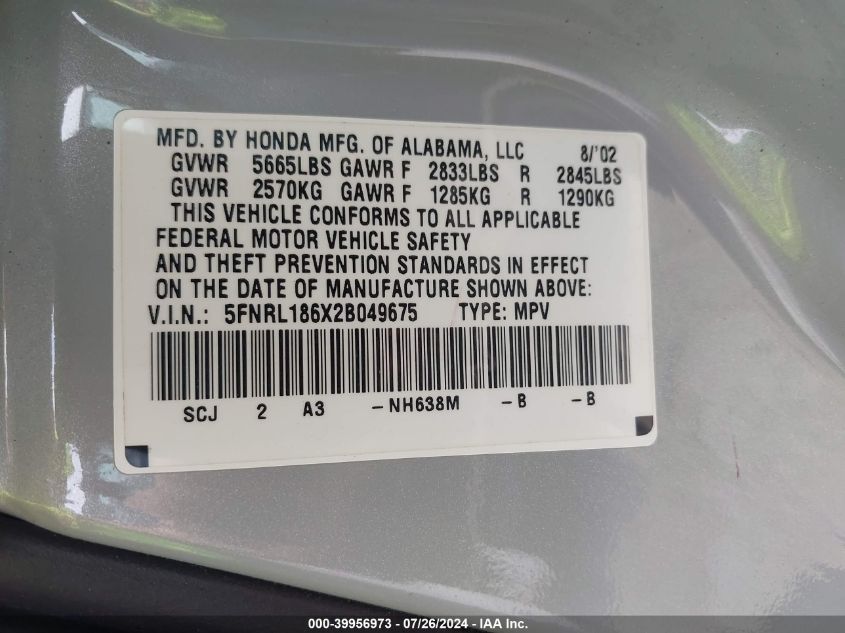 MFD. BY HONDA MFG. OF ALABAMA, LLC 8/'02
GVWR 5665LBS GAWR F 2833LBS R 2845LBS
GVWR 2570KG GAWR F 1285KG R 1290KG
THIS VEHICLE CONFORMS TO ALL APPLICABLE
FEDERAL MOTOR VEHICLE SAFETY
AND THEFT PREVENTION STANDARDS IN EFFECT
ON THE DATE OF MANUFACTURE SHOWN ABOVE:
V.I.N.: 5FNRL186X2B049675 TYPE: MPV
SCJ 2 A3 -NH638M -B -B
000-39956973 - 07/26/2024 - IAA Inc.